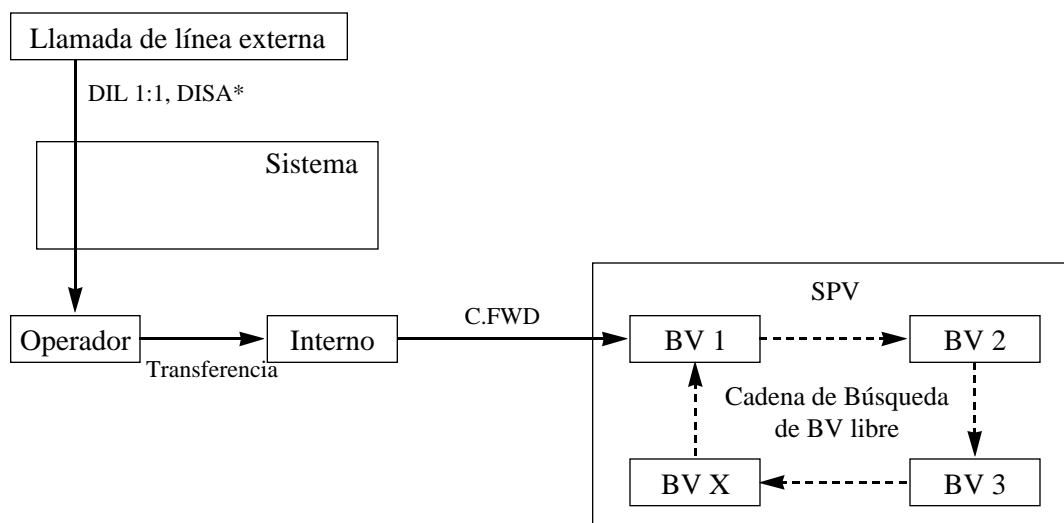 Llamada de línea externa
DIL 1:1, DISA*
Sistema
SPV
Operador
Transferencia
Interno
C.FWD
BV 1
BV 2
Cadena de Búsqueda
de BV libre
BV X
BV 3